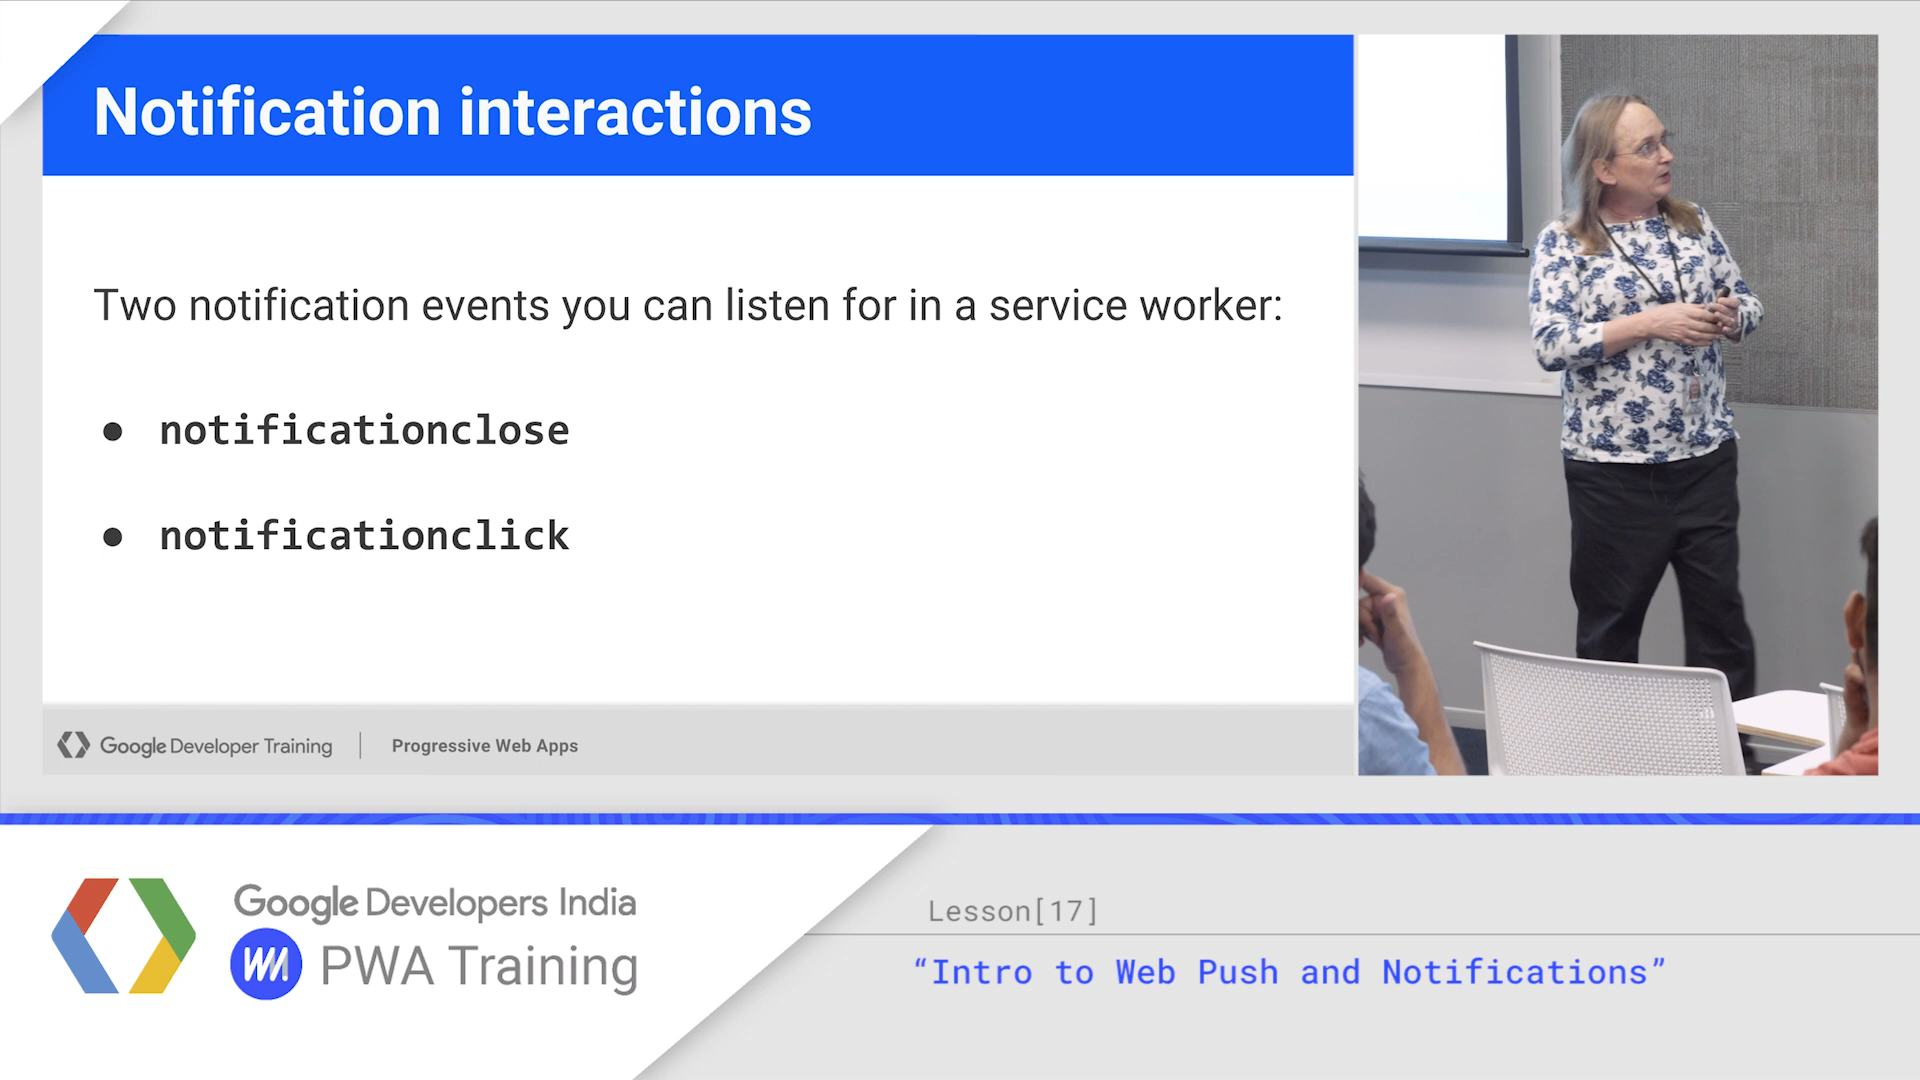 Notification interactions
Two notification events you can listen for in a service worker:
● notificationclose
● notificationclick
Google Developer Training | Progressive Web Apps
Google Developers India
PWA Training
Lesson[17]
“Intro to Web Push and Notifications”